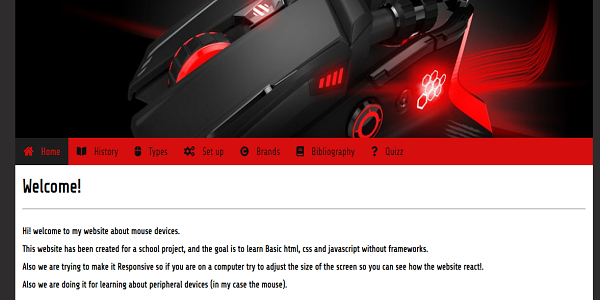 Home History Types Set up Brands Bibliography Quizz
Welcome!
Hi! welcome to my website about mouse devices.
This website has been created for a school project, and the goal is to learn Basic html, css and javascript without frameworks.
Also we are trying to make it Responsive so if you are on a computer try to adjust the size of the screen so you can see how the website react!.
Also we are doing it for learning about peripheral devices (in my case the mouse).